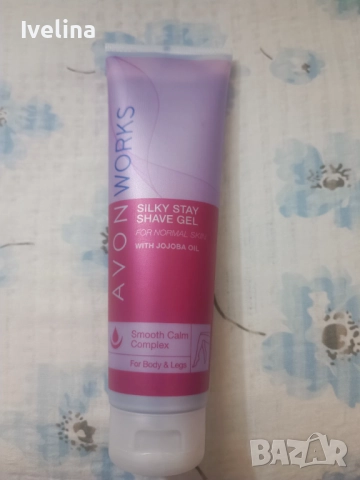 Ivelina
AVON WORKS
SILKY STAY
SHAVE GEL
FOR NORMAL SKIN
WITH JOJOBA OIL
Smooth Calm
Complex
For Body & Legs
BAZAR